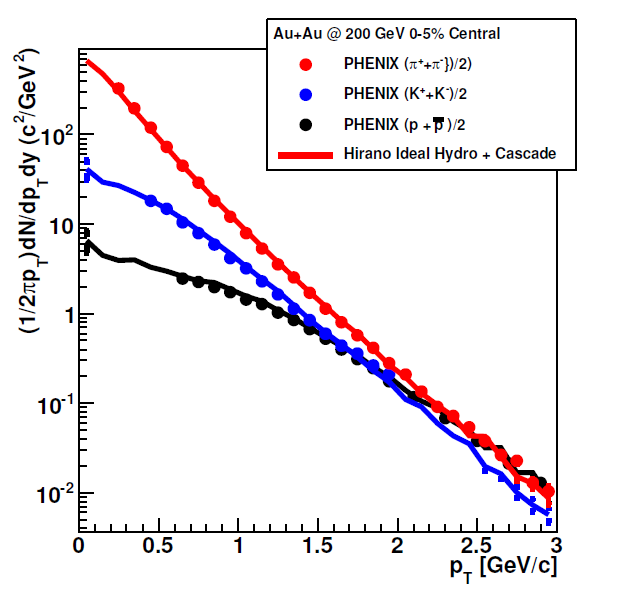 Au+Au @ 200 GeV 0-5% Central
PHENIX (π⁺+π⁻})/2)
PHENIX (K⁺+K⁻)/2
PHENIX (p + p̅)/2
Hirano Ideal Hydro + Cascade
(1/2πp_T)dN/dp_T dy (c²/GeV²)
10²
10
1
10⁻¹
10⁻²
0 0.5 1 1.5 2 2.5 3
p_T [GeV/c]